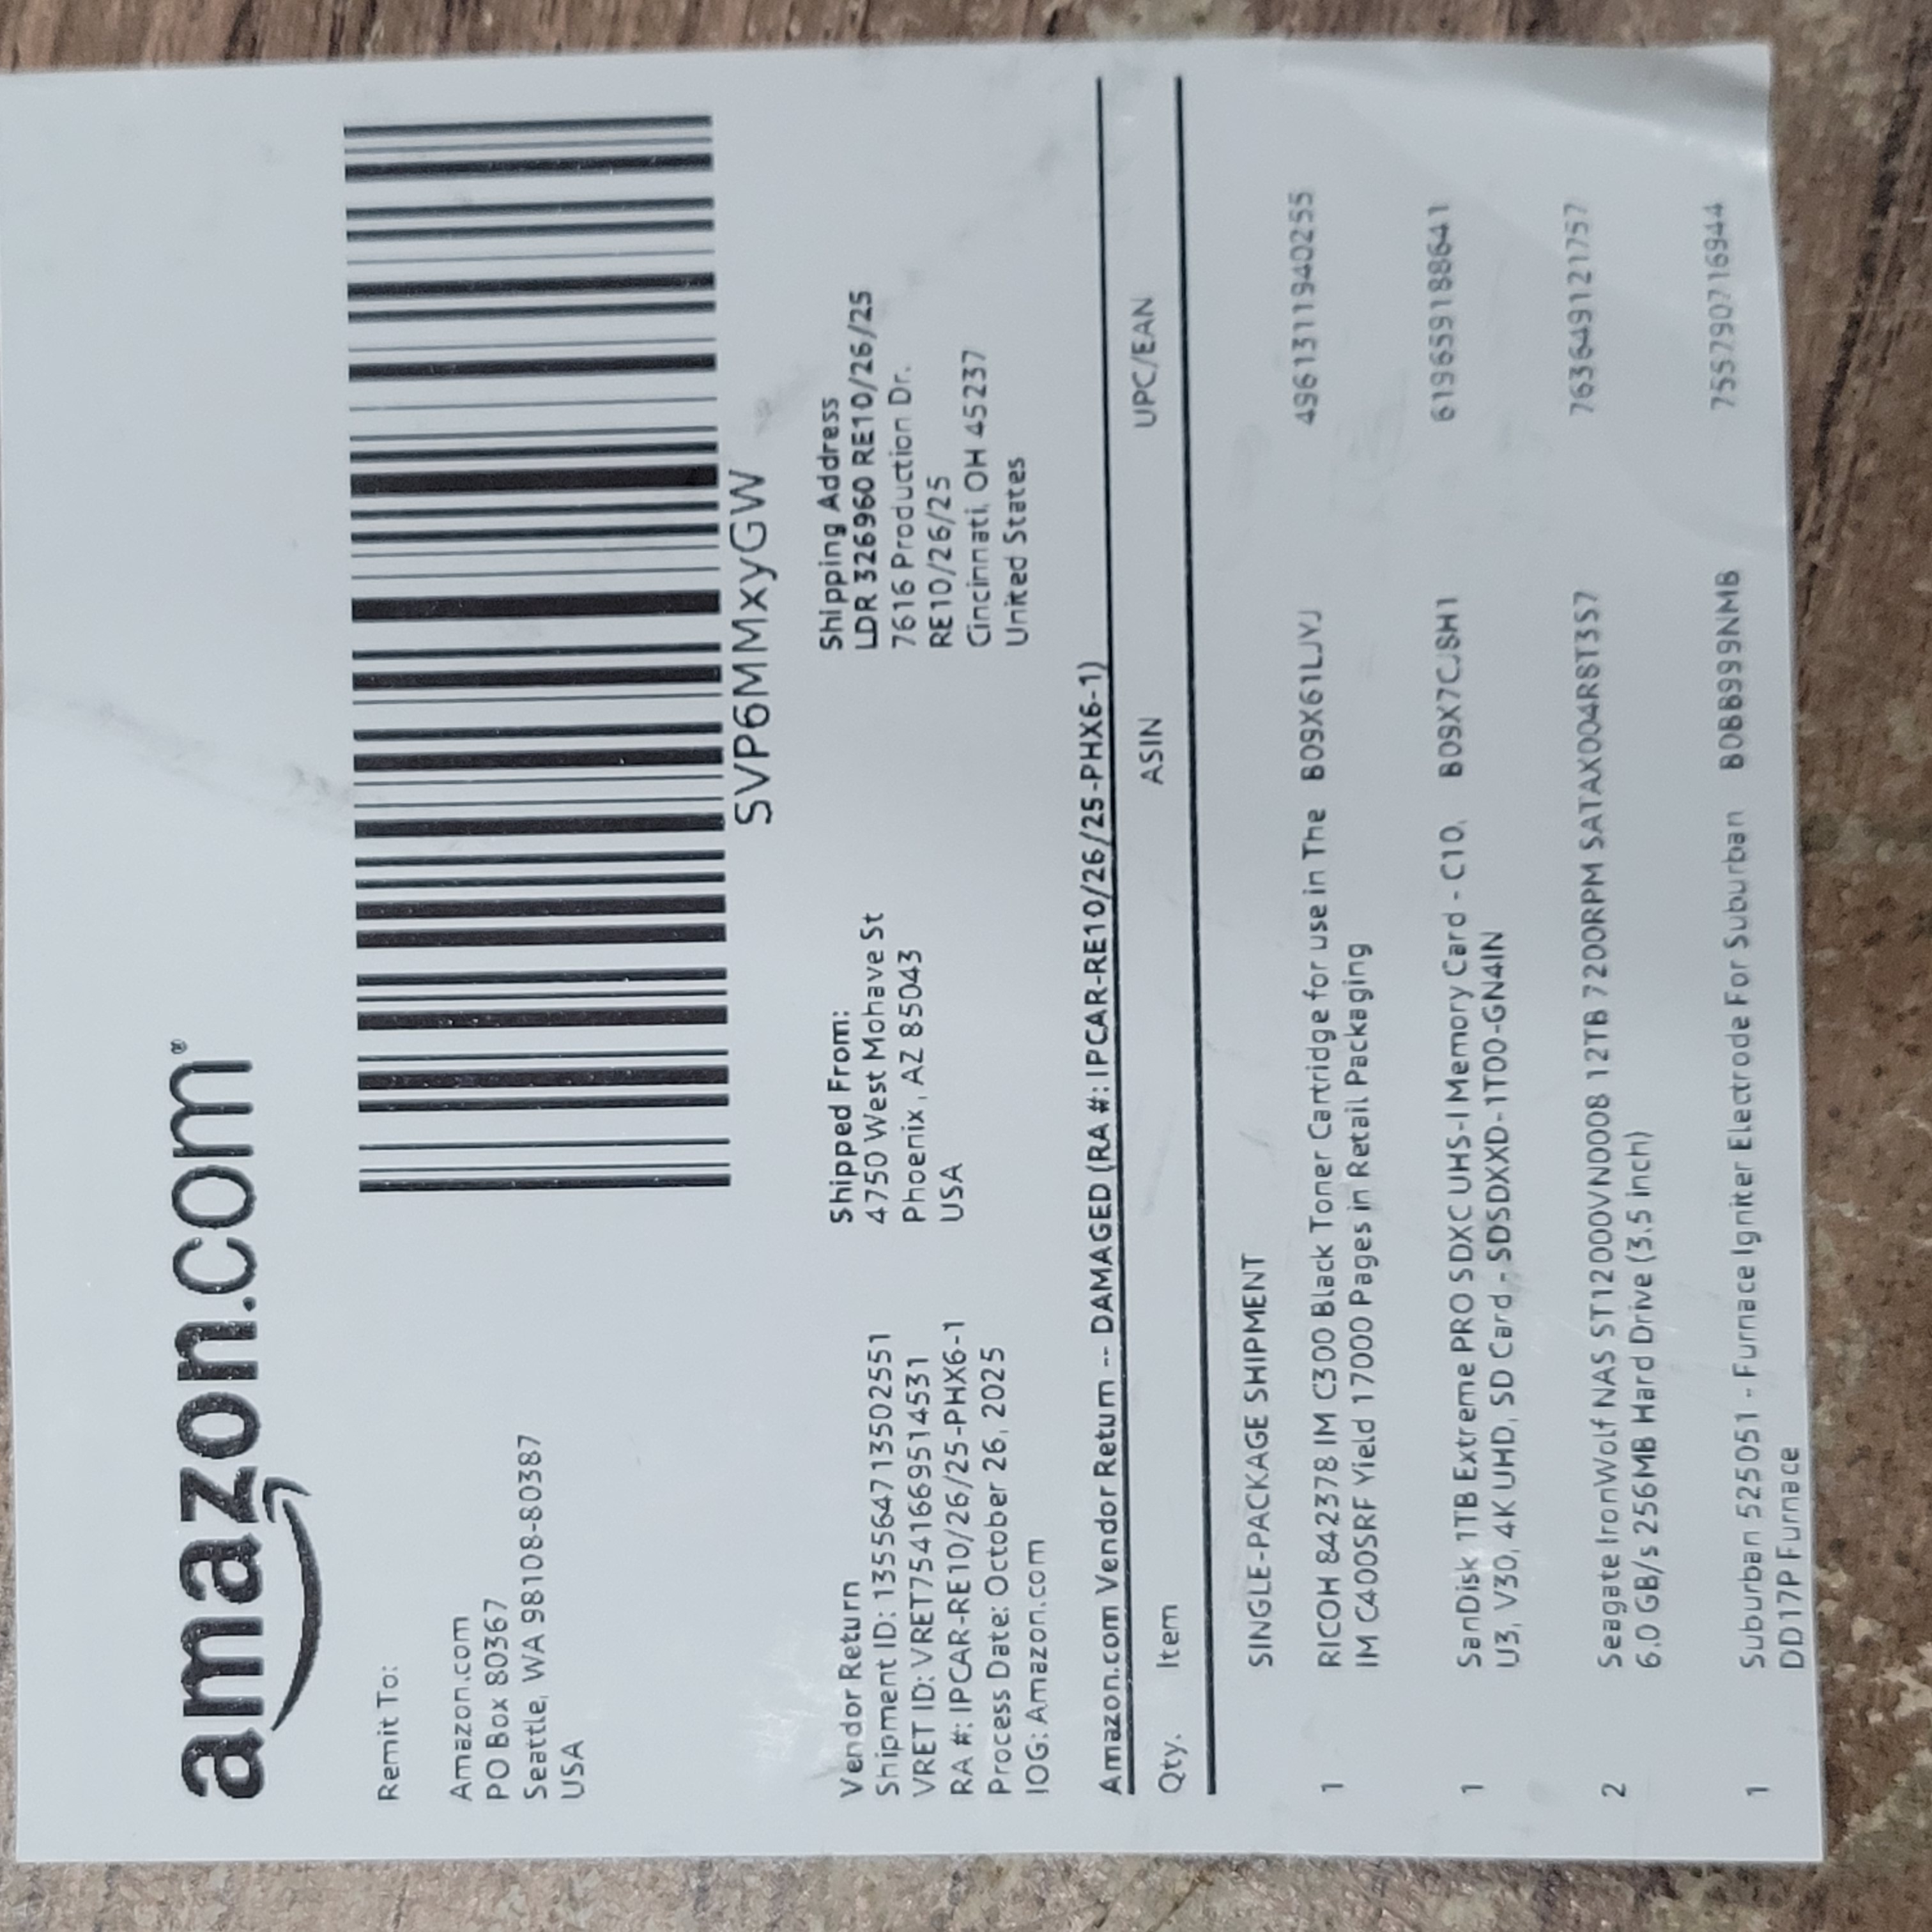 amazon.com®
Remit To:
Amazon.com
PO Box 80367
Seattle, WA 98108-80387
USA
SVP6MMxyGW
Vendor Return
Shipment ID: 135564713502551
VRET ID: VRET754166951 4531
RA #: IPCAR-RE10/26/25-PHX6-1
Process Date: October 26, 2025
IOG: Amazon.com
Shipped From:
4750 West Mohave St
Phoenix , AZ 85043
USA
Shipping Address
LDR 326960 RE10/26/25
7616 Production Dr.
RE10/26/25
Cincinnati, OH 45237
United States
Amazon.com Vendor Return -- DAMAGED (RA #: IPCAR-RE10/26/25-PHX6-1)
Qty. Item ASIN UPC/EAN
SINGLE-PACKAGE SHIPMENT
1 RICOH 842378 IM C300 Black Toner Cartridge for use in The B09X61LJYJ 4961311940255
IM C400SRF Yield 17000 Pages in Retail Packaging
1 SanDisk 1TB Extreme PRO SDXC UHS-I Memory Card - C10, B09X7CJ8H1 619659188641
U3, V30, 4K UHD, SD Card - SDSDXXD-1T00-GN4IN
2 Seagate IronWolf NAS ST12000VN0008 12TB 7200RPM SATAX004R8T3S7 763649121757
6.0 GB/s 256MB Hard Drive (3.5 inch)
1 Suburban 525051 - Furnace Igniter Electrode For Suburban B0BB999NMB 755790716944
DD17P Furnace